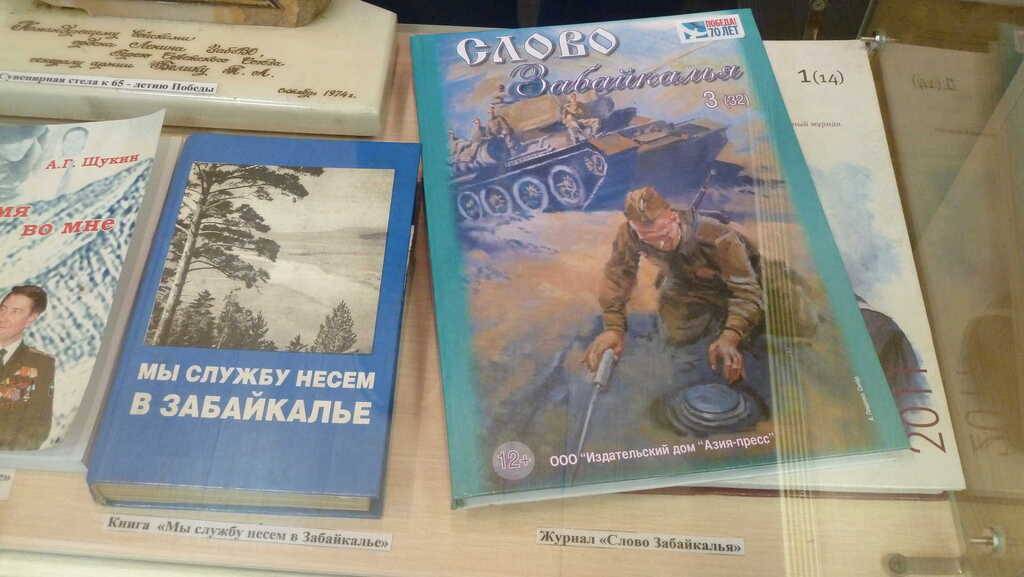 Сувенирная стела к 65 - летию Победы
октябрь 1974г.
А.Г. Щукин
во мне
МЫ СЛУЖБУ НЕСЕМ
В ЗАБАЙКАЛЬЕ
Книга «Мы службу несем в Забайкалье»
ПОБЕДА!
70 ЛЕТ
СЛОВО
Забайкалья
3 (32)
12+
ООО "Издательский дом "Азия-пресс"
Журнал «Слово Забайкалья»
1(14)
журнал
2011